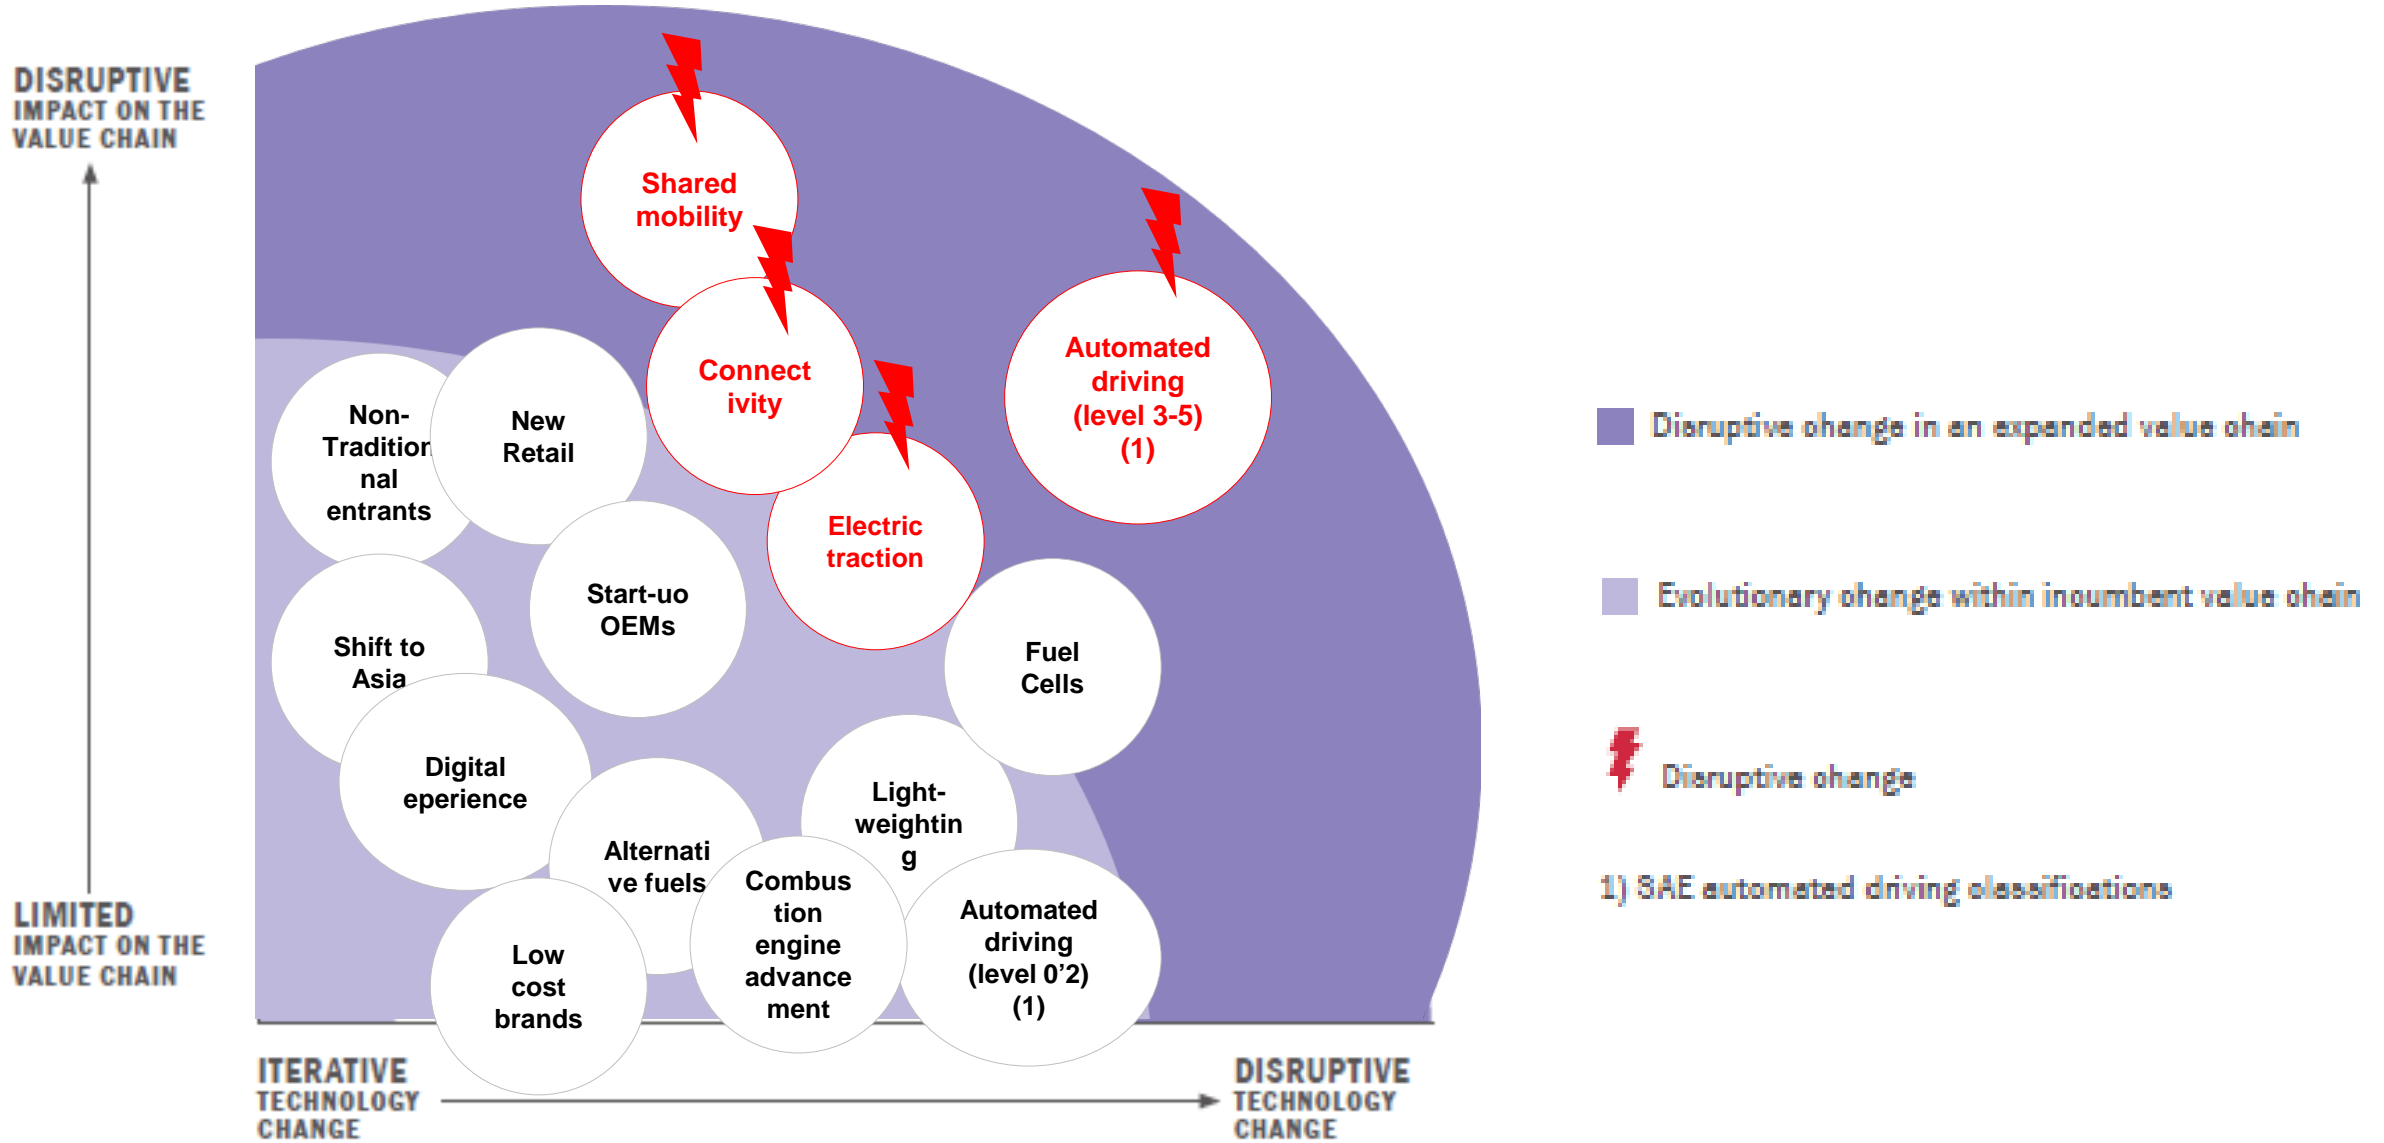 DISRUPTIVE
IMPACT ON THE
VALUE CHAIN
LIMITED
IMPACT ON THE
VALUE CHAIN
Shared
mobility
Connect
ivity
Automated
driving
(level 3-5)
(1)
Non-
Tradition
nal
entrants
New
Retail
Electric
traction
Start-uo
OEMs
Shift to
Asia
Fuel
Cells
Digital
eperience
Light-
weightin
g
Alternati
ve fuels
Combus
tion
engine
advance
ment
Automated
driving
(level 0’2)
(1)
Low
cost
brands
ITERATIVE
TECHNOLOGY
CHANGE
DISRUPTIVE
TECHNOLOGY
CHANGE
Disruptive change in an expanded value chain
Evolutionary change within incumbent value chain
Disruptive change
1) SAE automated driving classifications